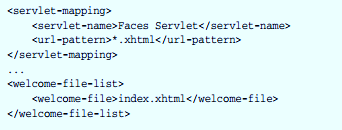 <servlet-mapping>
    <servlet-name>Faces Servlet</servlet-name>
    <url-pattern>*.xhtml</url-pattern>
</servlet-mapping>
...
<welcome-file-list>
    <welcome-file>index.xhtml</welcome-file>
</welcome-file-list>